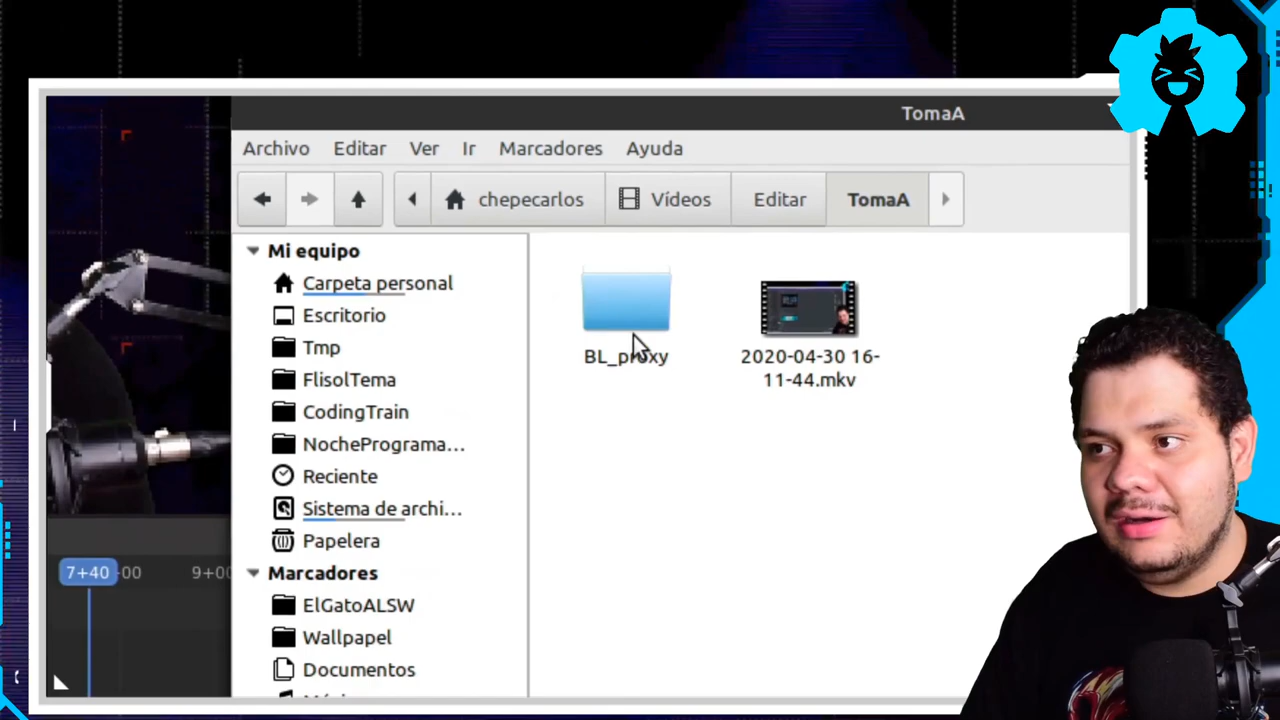 TomaA
Archivo Editar Ver Ir Marcadores Ayuda
chepecarlos Vídeos Editar TomaA
Mi equipo
Carpeta personal
Escritorio
Tmp
FlisolTema
CodingTrain
NochePrograma...
Reciente
Sistema de archi...
Papelera
Marcadores
ElGatoALSW
Wallpapel
Documentos
BL_proxy
2020-04-30 16-
11-44.mkv
7+40
9+00